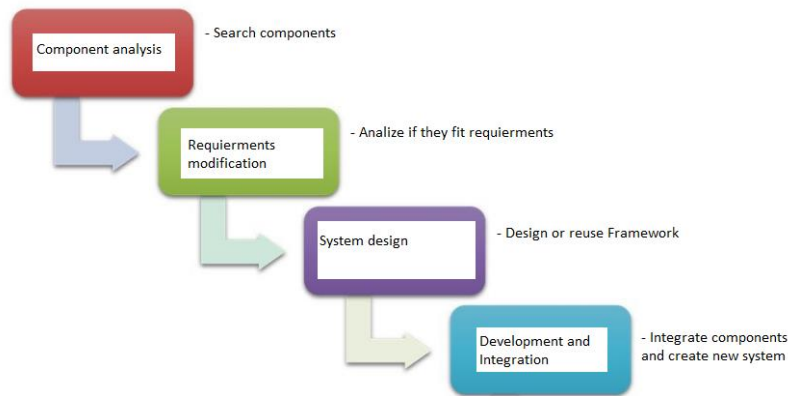 Component analysis
- Search components
Requierments
modification
- Analize if they fit requierments
System design
- Design or reuse Framework
Development and
Integration
- Integrate components
and create new system